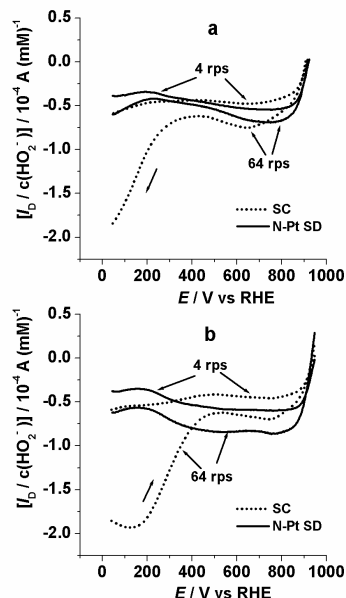 a
0.5
0.0
-0.5
-1.0
-1.5
-2.0
[I_D / c(HO₂⁻)] / 10⁻⁴ A (mM)⁻¹
4 rps
64 rps
SC
N-Pt SD
0 200 400 600 800 1000
E / V vs RHE
b
0.5
0.0
-0.5
-1.0
-1.5
-2.0
[I_D / c(HO₂⁻)] / 10⁻⁴ A (mM)⁻¹
4 rps
64 rps
SC
N-Pt SD
0 200 400 600 800 1000
E / V vs RHE